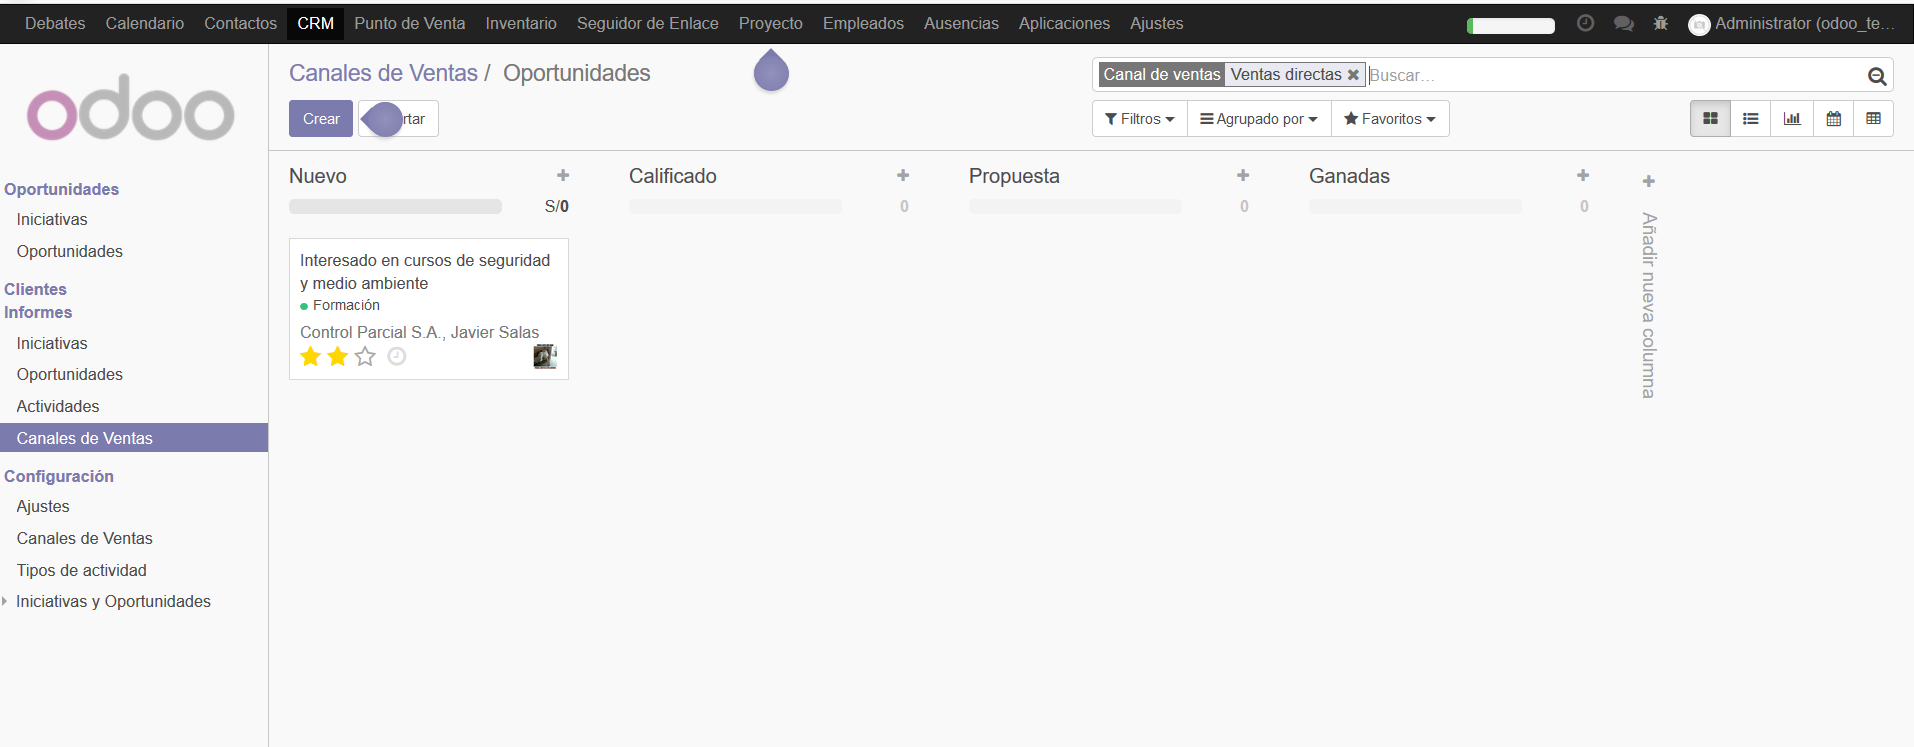 Debates Calendario Contactos CRM Punto de Venta Inventario Seguidor de Enlace Proyecto Empleados Ausencias Aplicaciones Ajustes Administrator (odoo_te...
odoo
Canales de Ventas / Oportunidades
Canal de ventas Ventas directas Buscar...
Crear rtar
Filtros Agrupado por Favoritos
Oportunidades
Iniciativas
Oportunidades
Clientes
Informes
Iniciativas
Oportunidades
Actividades
Canales de Ventas
Configuración
Ajustes
Canales de Ventas
Tipos de actividad
Iniciativas y Oportunidades
Nuevo
S/0
Interesado en cursos de seguridad
y medio ambiente
Formación
Control Parcial S.A., Javier Salas
Calificado
0
Propuesta
0
Ganadas
0
Añadir nueva columna